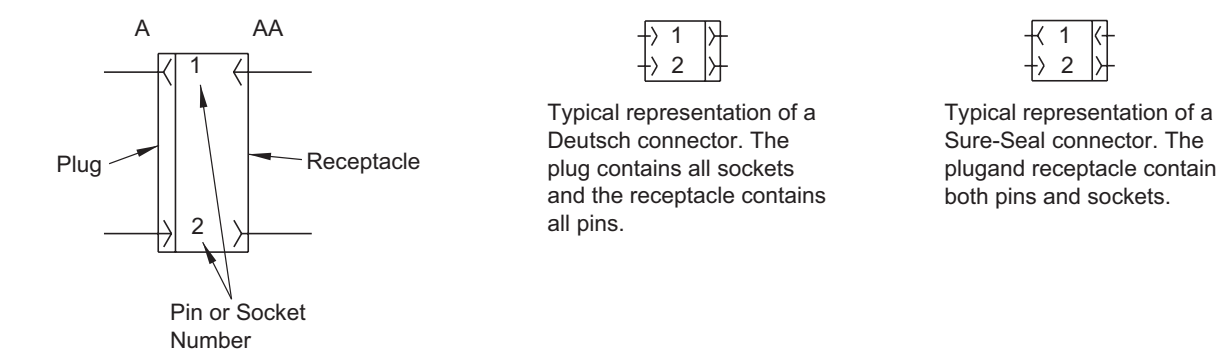 A AA
1
Plug
Receptacle
2
Pin or Socket
Number
1
2
Typical representation of a
Deutsch connector. The
plug contains all sockets
and the receptacle contains
all pins.
1
2
Typical representation of a
Sure-Seal connector. The
plugand receptacle contain
both pins and sockets.